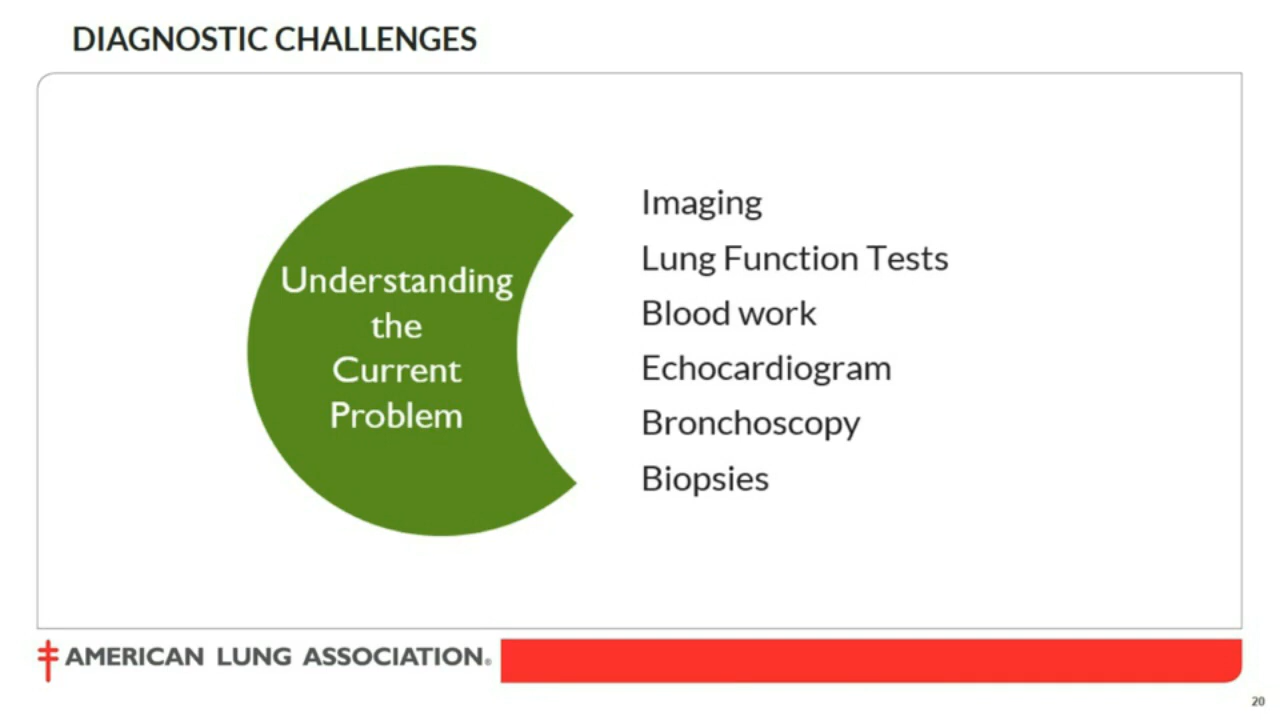 DIAGNOSTIC CHALLENGES
Understanding
the
Current
Problem
Imaging
Lung Function Tests
Blood work
Echocardiogram
Bronchoscopy
Biopsies
AMERICAN LUNG ASSOCIATION®
20